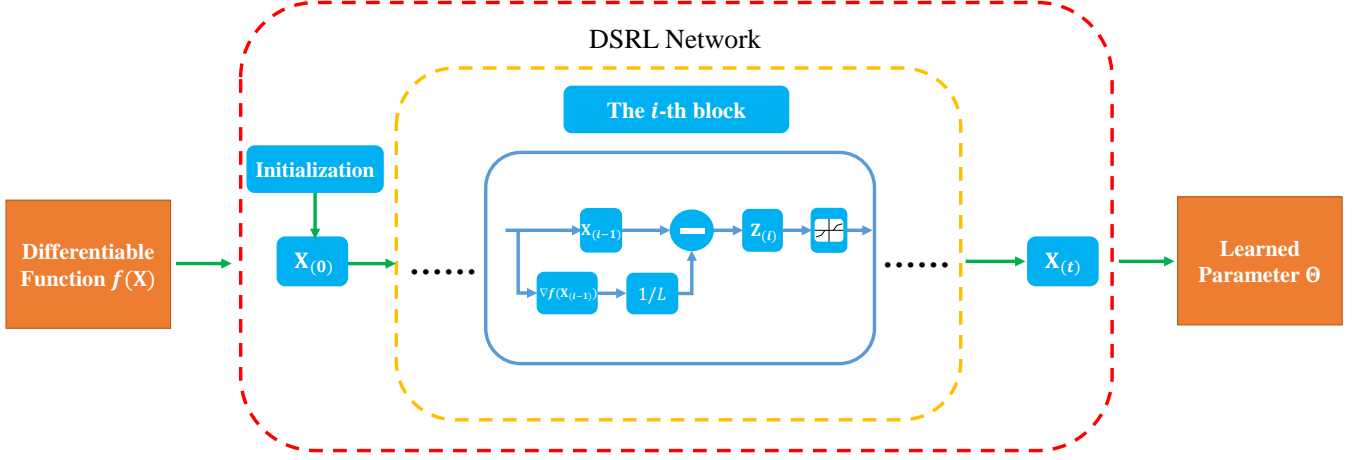 DSRL Network
The i-th block
Initialization
Differentiable
Function f(X)
X(0)
......
X(i−1)
Z(i)
∇f(X(i−1))
1/L
......
X(t)
Learned
Parameter Θ